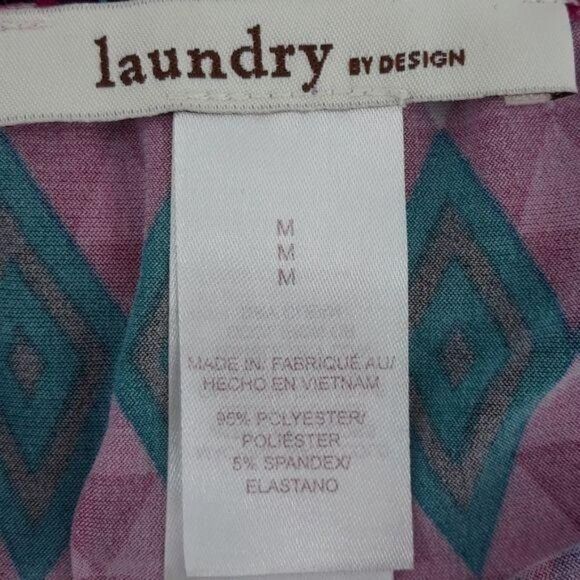 laundry BY DESIGN
M
M
M
MADE IN/ FABRIQUÉ AU/
HECHO EN VIETNAM
95% POLYESTER/
POLIÉSTER
5% SPANDEX/
ELASTANO